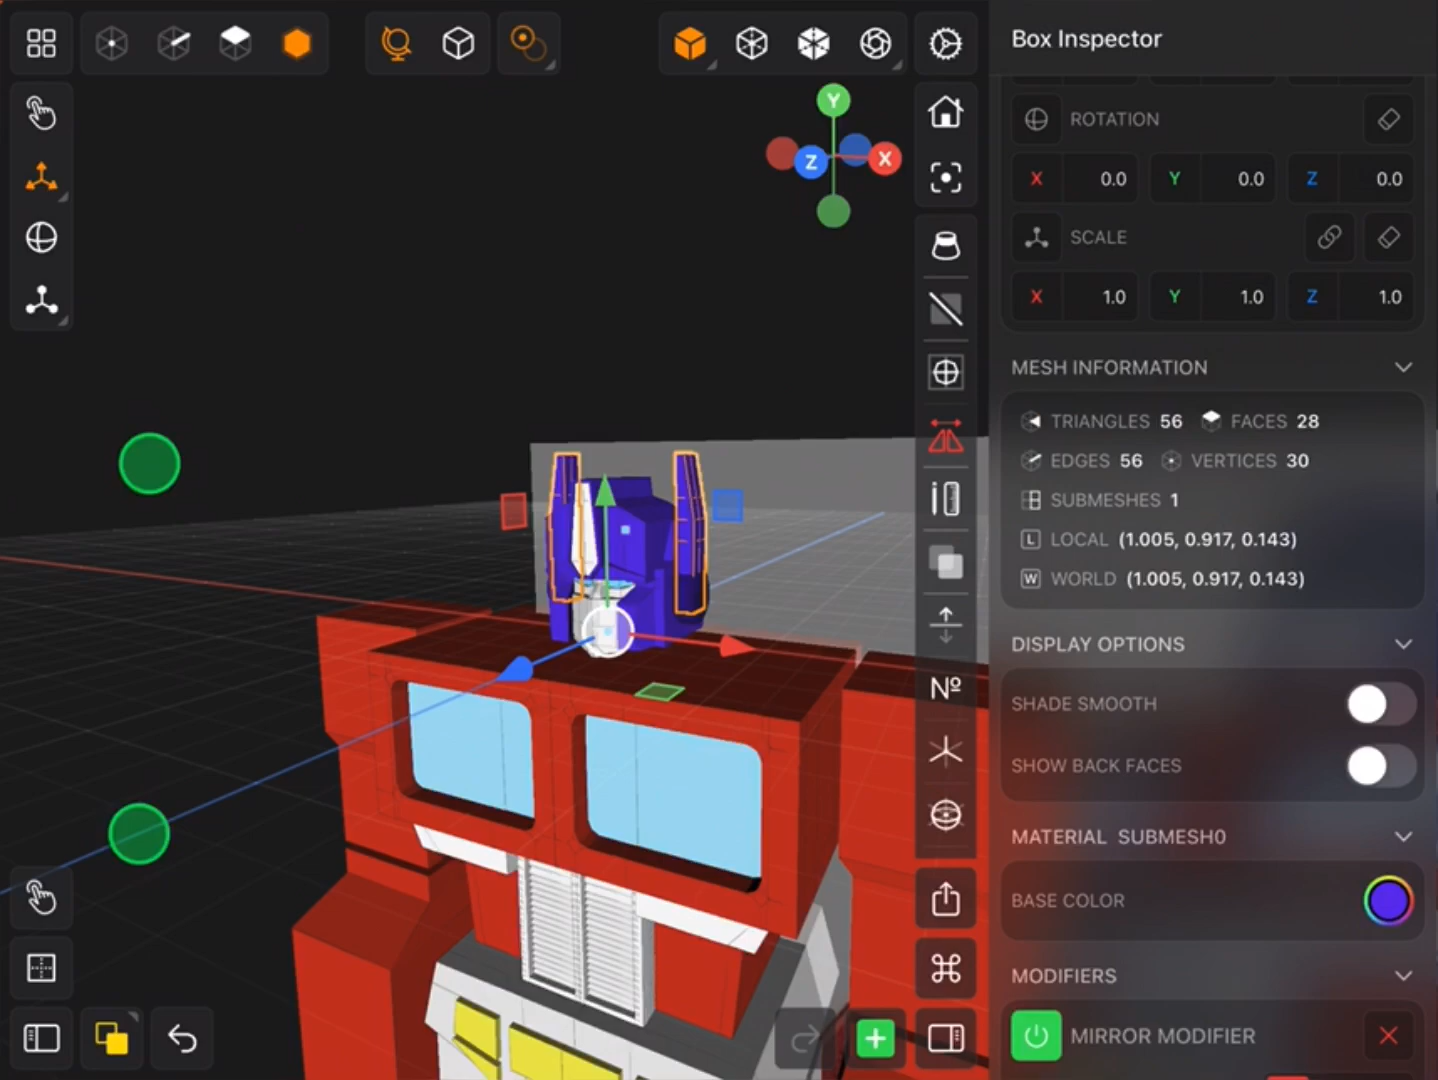 Box Inspector
ROTATION
X 0.0 Y 0.0 Z 0.0
SCALE
X 1.0 Y 1.0 Z 1.0
MESH INFORMATION
TRIANGLES 56 FACES 28
EDGES 56 VERTICES 30
SUBMESHES 1
L LOCAL (1.005, 0.917, 0.143)
W WORLD (1.005, 0.917, 0.143)
DISPLAY OPTIONS
SHADE SMOOTH
SHOW BACK FACES
MATERIAL SUBMESH0
BASE COLOR
MODIFIERS
MIRROR MODIFIER
Y
Z X
Nº